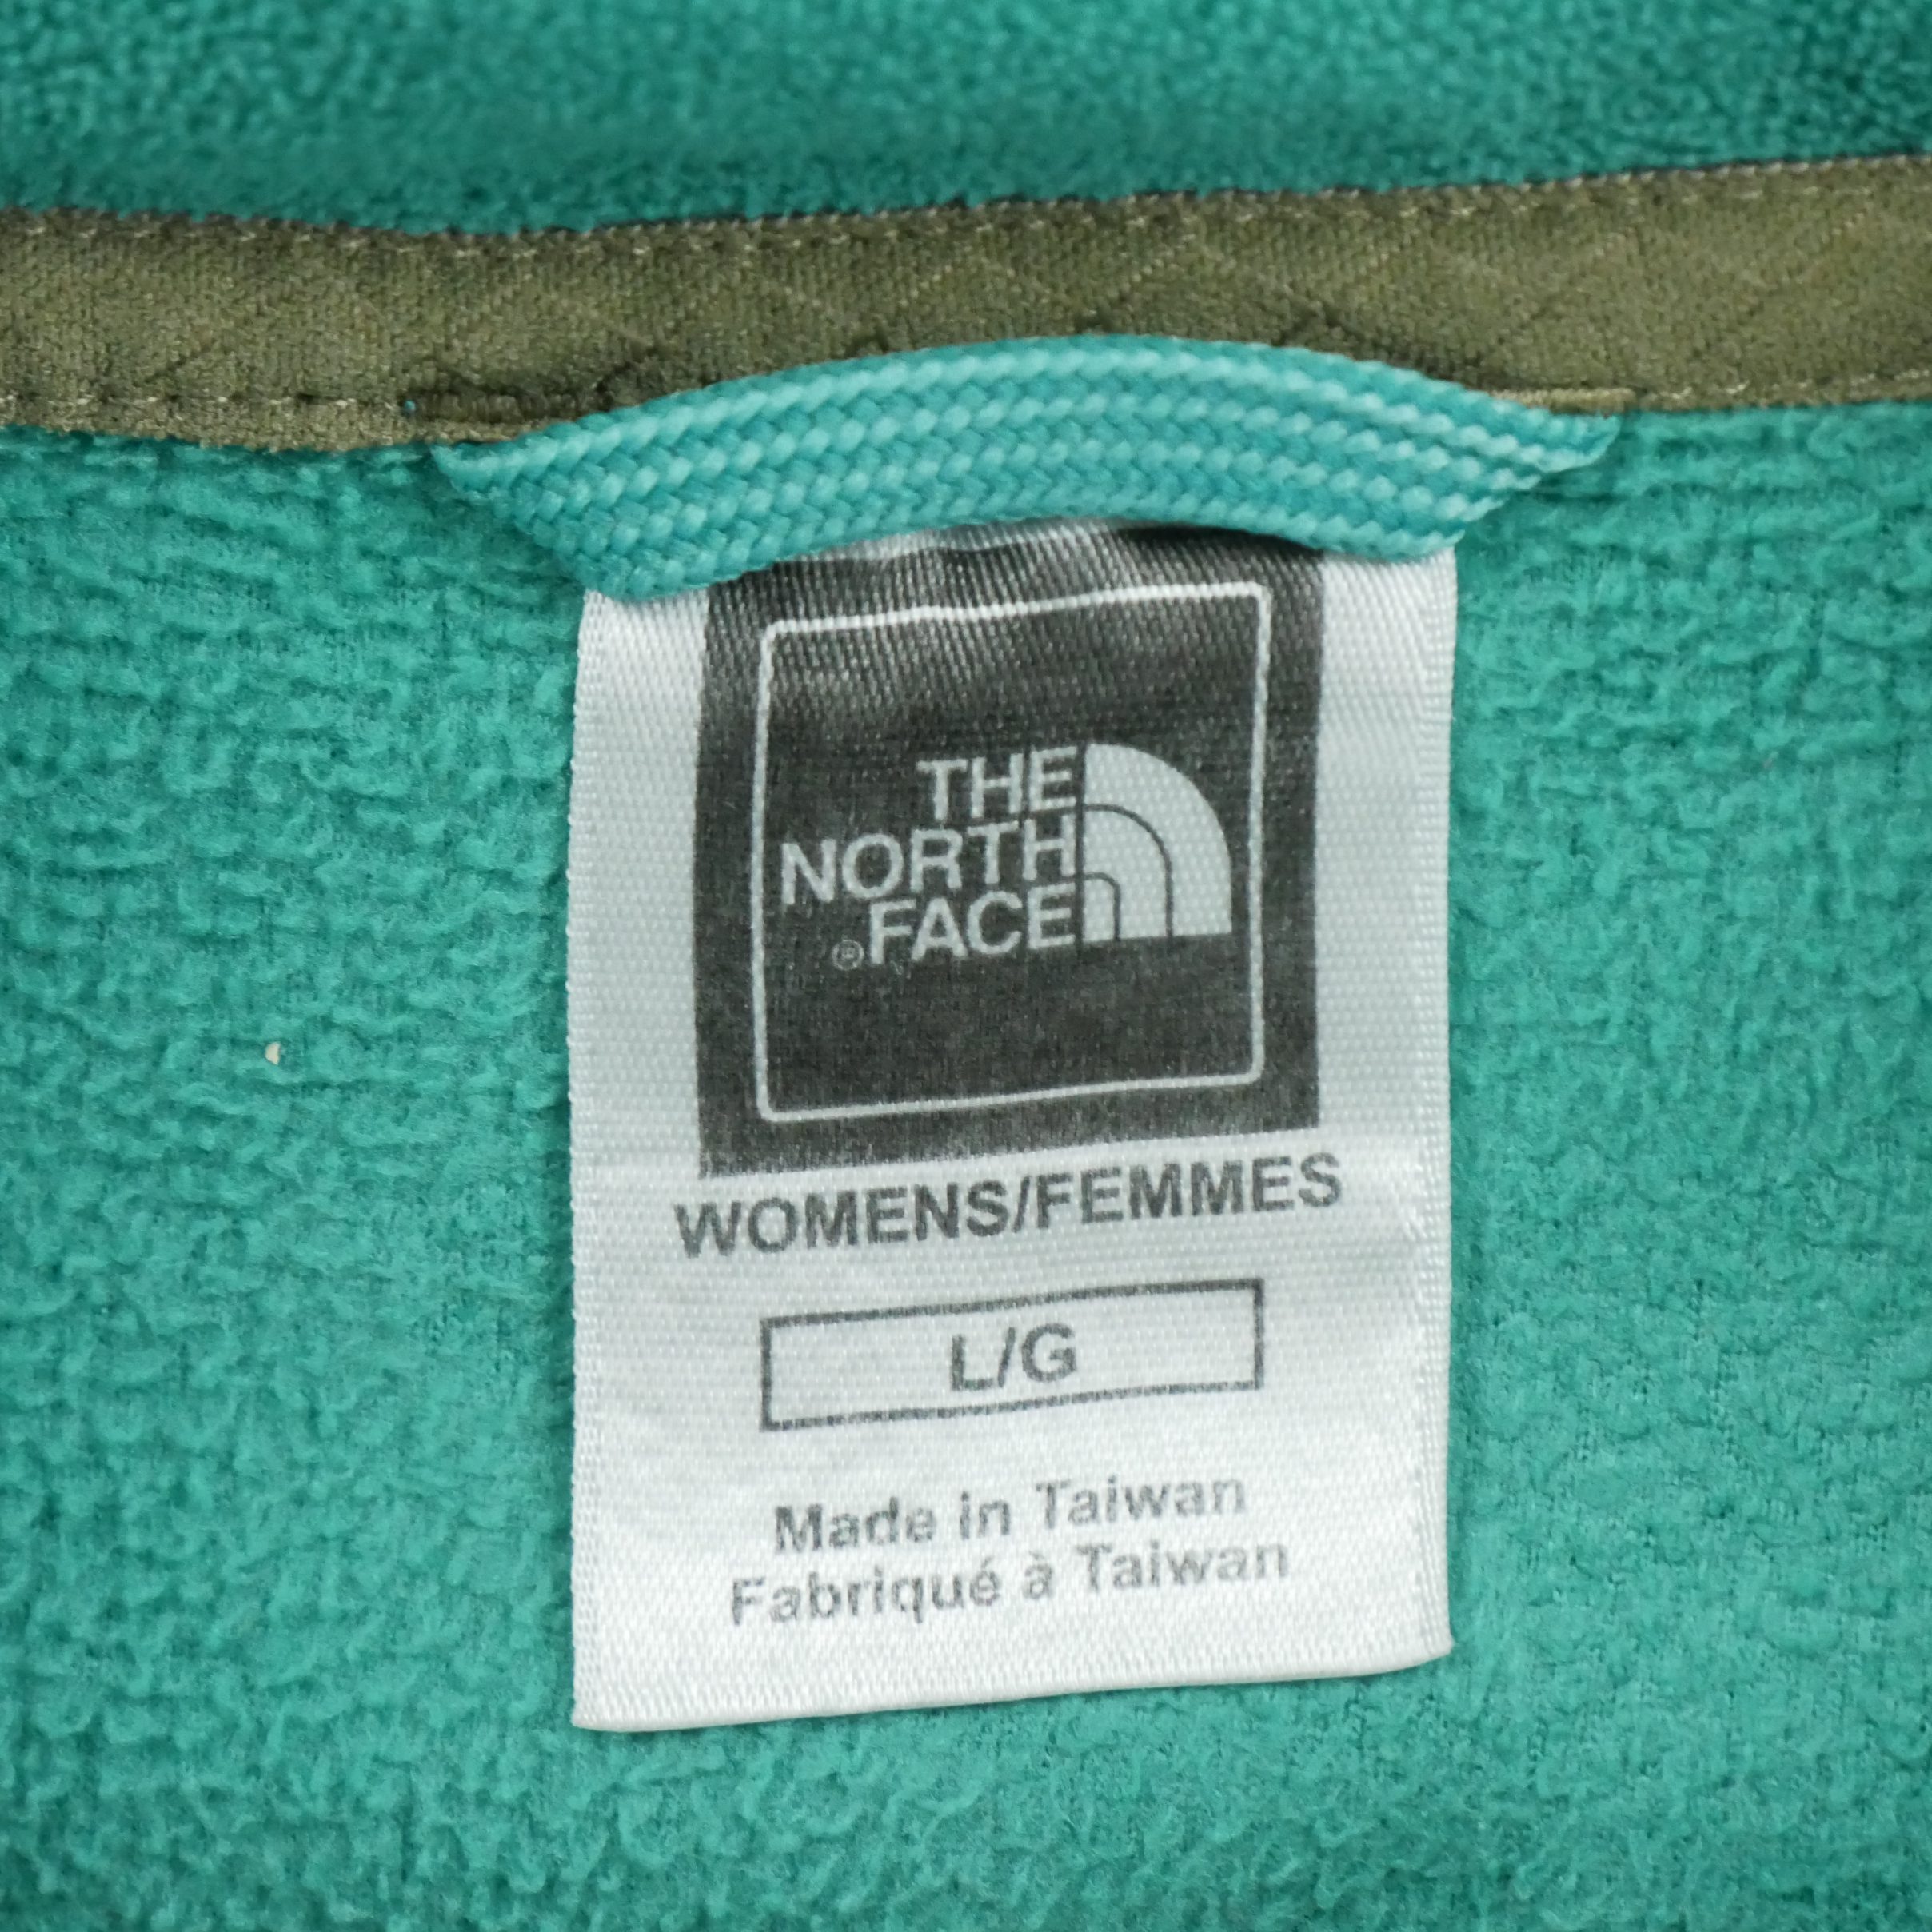 THE
NORTH
®FACE
WOMENS/FEMMES
L/G
Made in Taiwan
Fabriqué à Taiwan